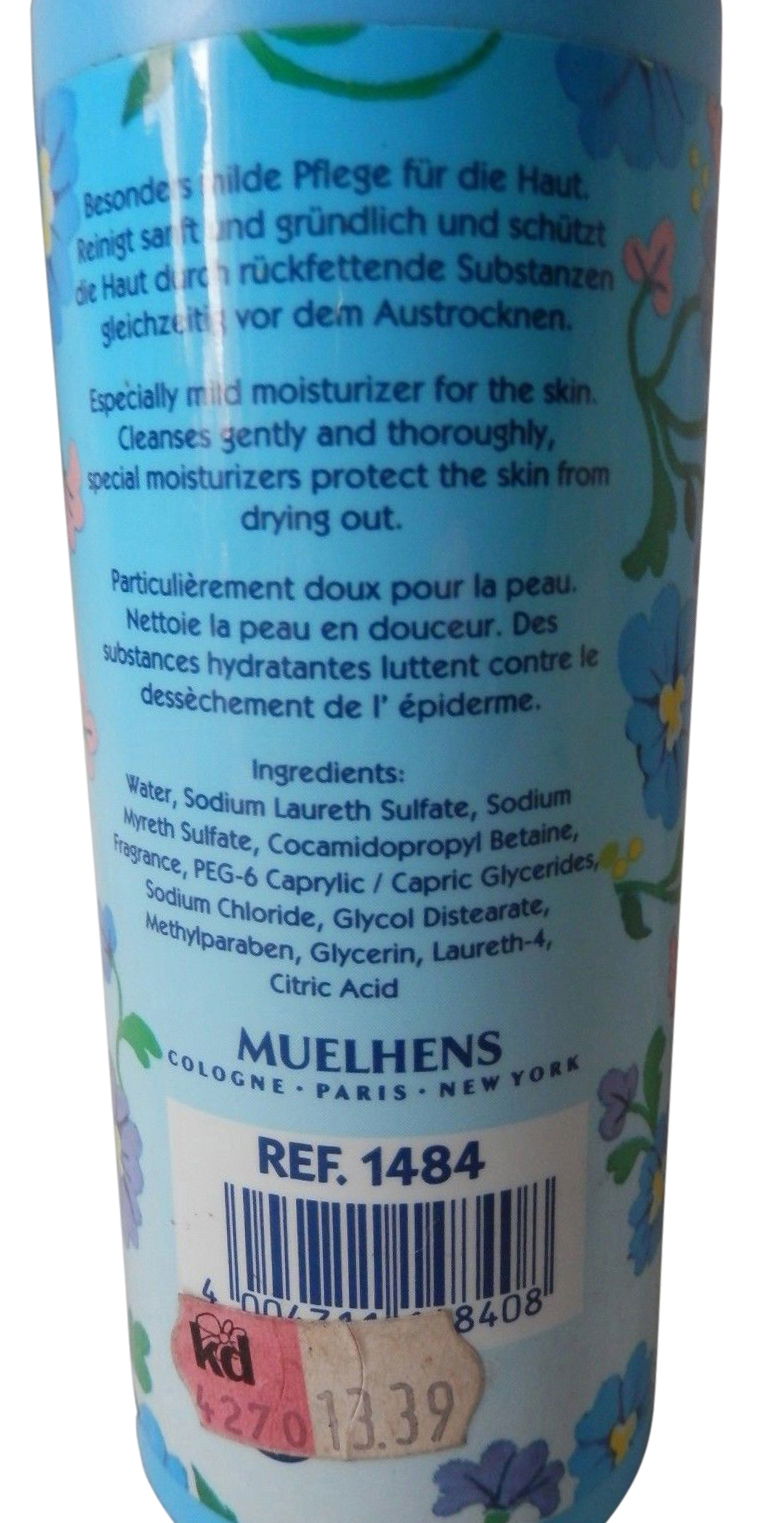 Besonders milde Pflege für die Haut.
Reinigt sanft und gründlich und schützt
die Haut durch rückfettende Substanzen
gleichzeitig vor dem Austrocknen.
Especially mild moisturizer for the skin.
Cleanses gently and thoroughly,
special moisturizers protect the skin from
drying out.
Particulièrement doux pour la peau.
Nettoie la peau en douceur. Des
substances hydratantes luttent contre le
dessèchement de l' épiderme.
Ingredients:
Water, Sodium Laureth Sulfate, Sodium
Myreth Sulfate, Cocamidopropyl Betaine,
Fragrance, PEG-6 Caprylic / Capric Glycerides,
Sodium Chloride, Glycol Distearate,
Methylparaben, Glycerin, Laureth-4,
Citric Acid
MUELHENS
COLOGNE · PARIS · NEW YORK
REF. 1484
4
kd
4270 13.39